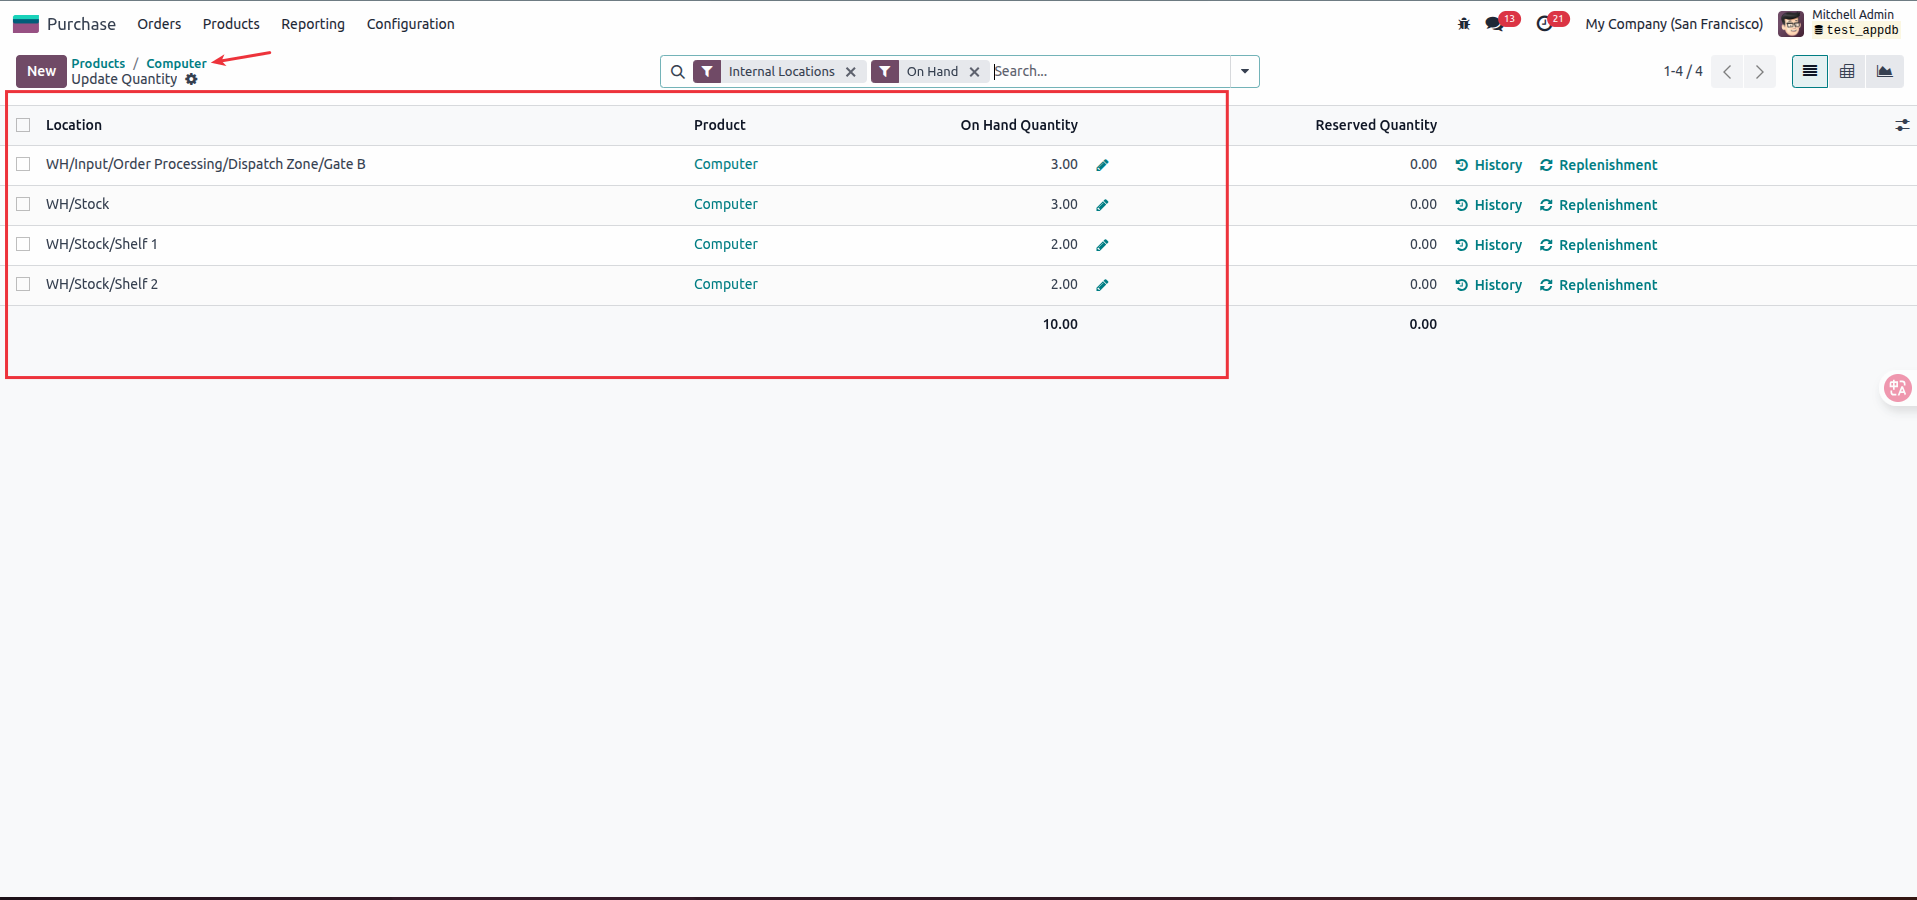 Purchase Orders Products Reporting Configuration 13 21 My Company (San Francisco) Mitchell Admin
test_appdb
New Products / Computer
Update Quantity
Internal Locations On Hand Search... 1-4 / 4
Location Product On Hand Quantity Reserved Quantity
WH/Input/Order Processing/Dispatch Zone/Gate B Computer 3.00 0.00 History Replenishment
WH/Stock Computer 3.00 0.00 History Replenishment
WH/Stock/Shelf 1 Computer 2.00 0.00 History Replenishment
WH/Stock/Shelf 2 Computer 2.00 0.00 History Replenishment
10.00 0.00
中A